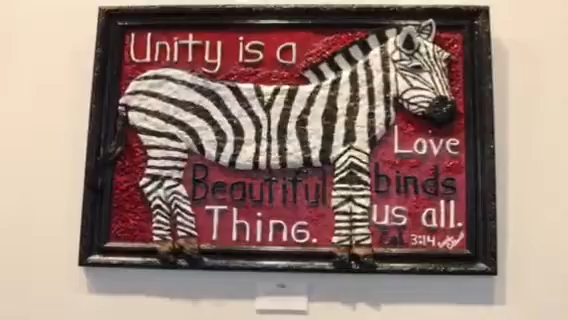 Unity is a
Beautiful
Thing.
Love
binds
us all.
Col. 3:14